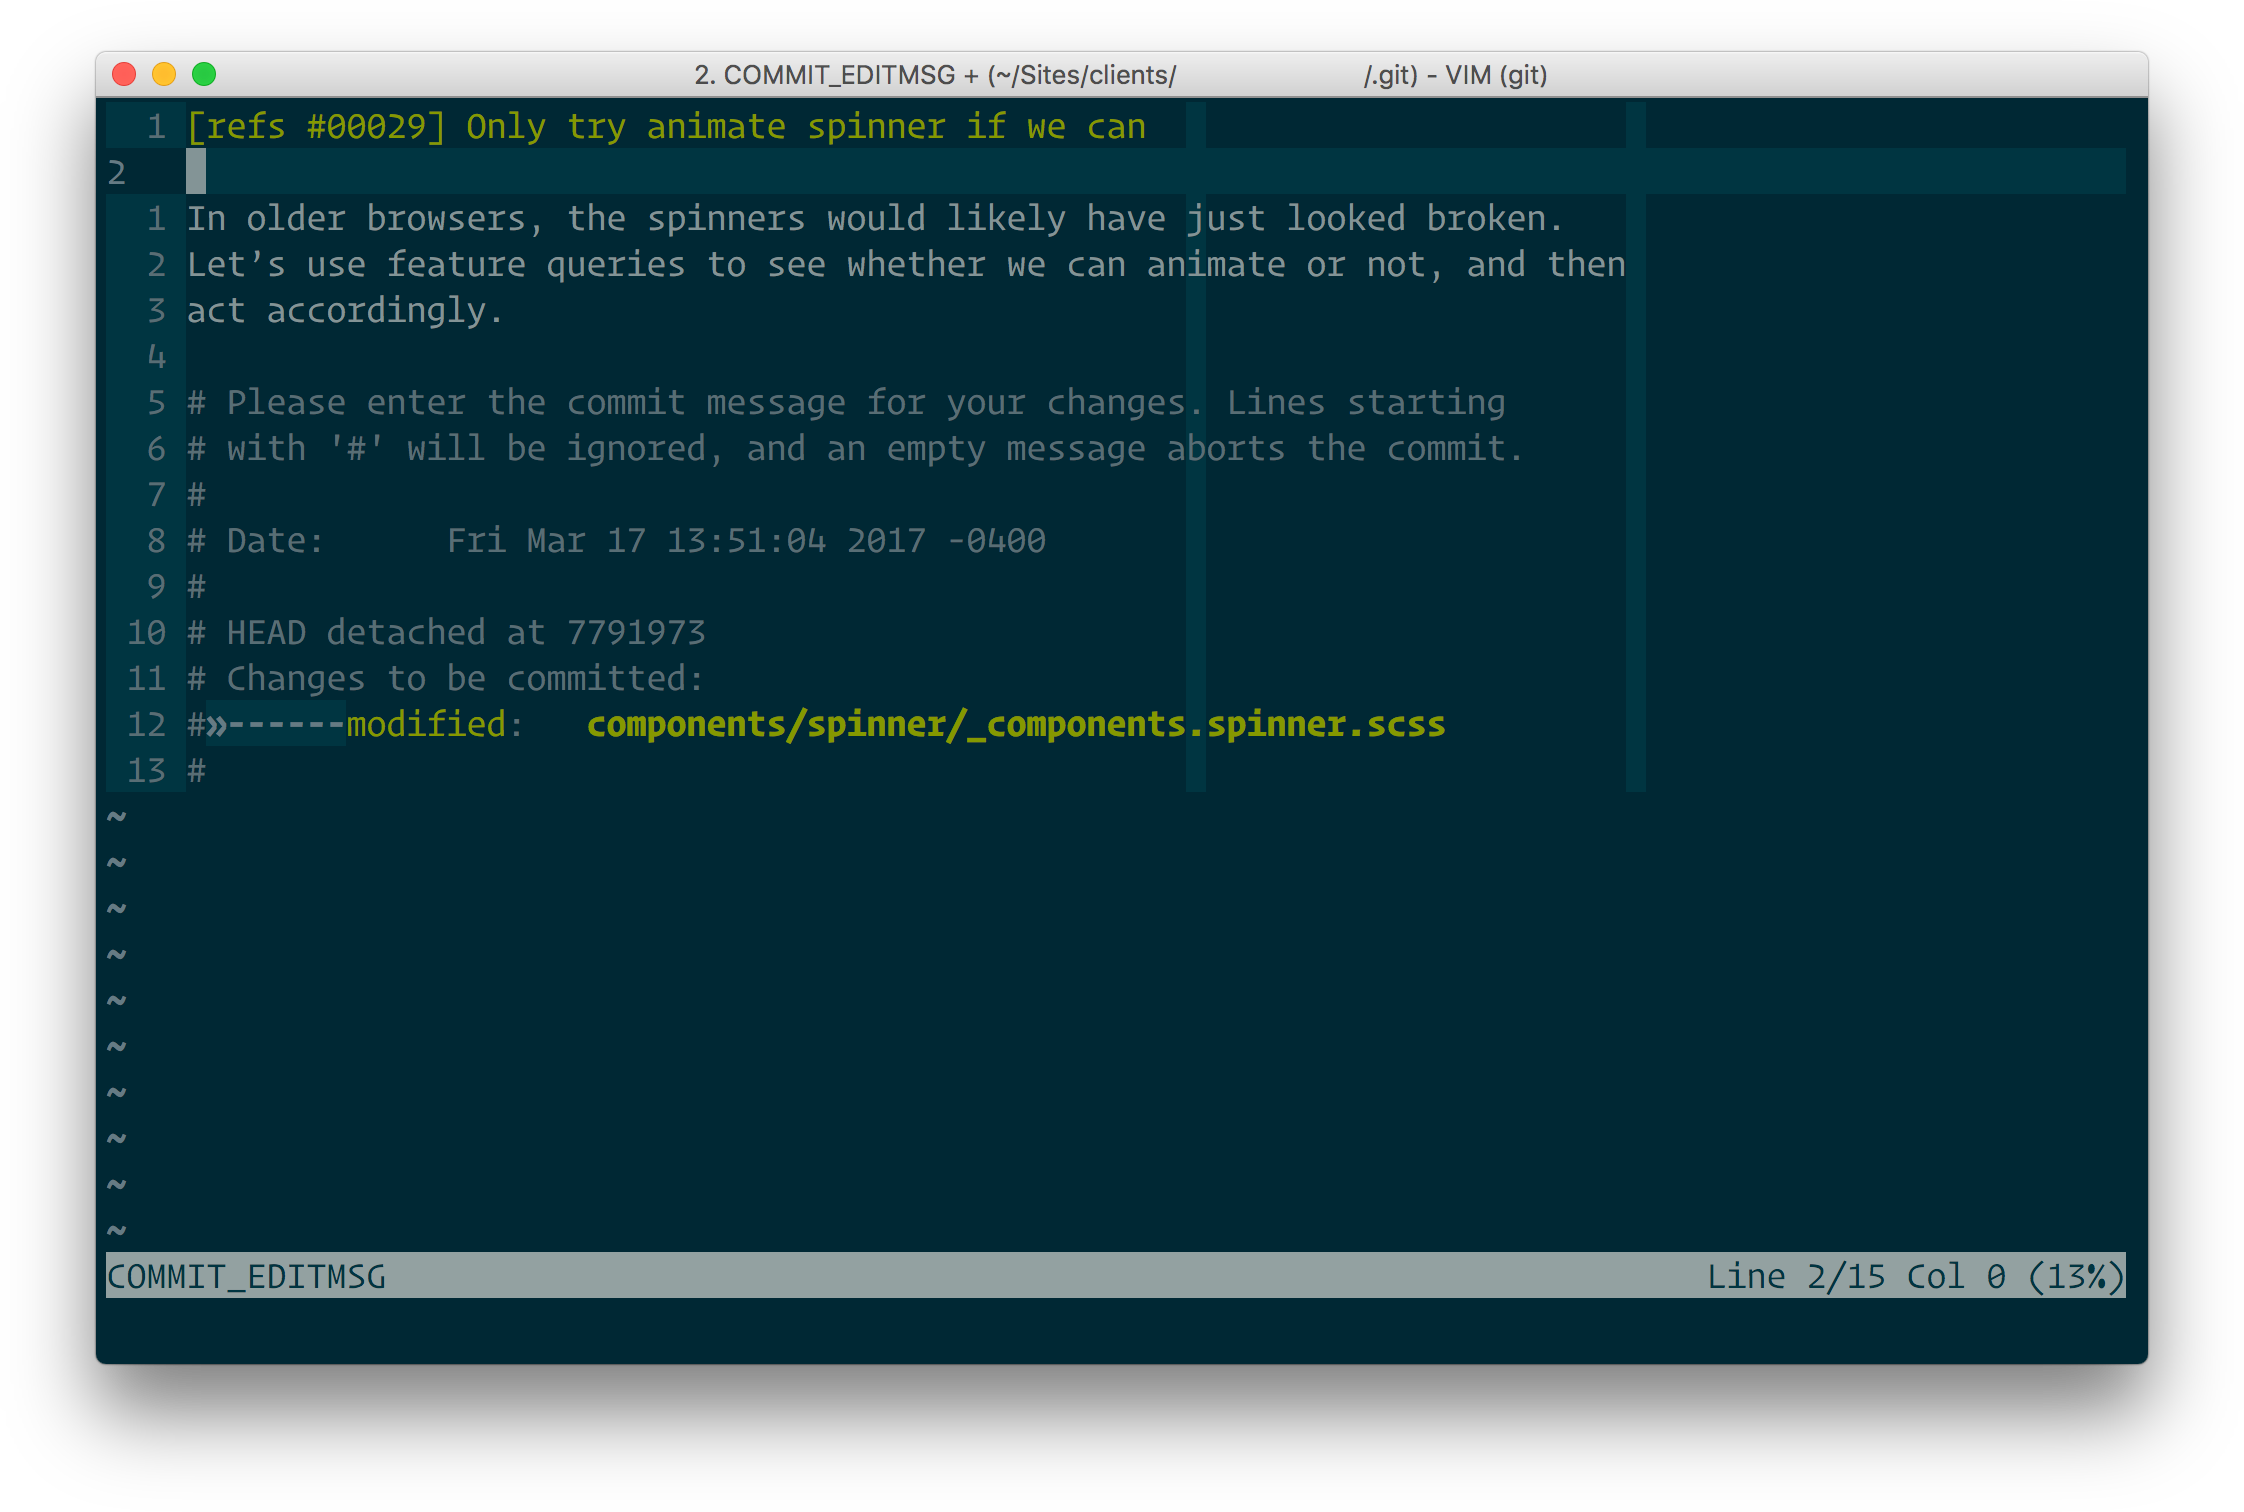 2. COMMIT_EDITMSG + (~/Sites/clients/ /.git) - VIM (git)
1 [refs #00029] Only try animate spinner if we can
2
1 In older browsers, the spinners would likely have just looked broken.
2 Let’s use feature queries to see whether we can animate or not, and then
3 act accordingly.
4
5 # Please enter the commit message for your changes. Lines starting
6 # with '#' will be ignored, and an empty message aborts the commit.
7 #
8 # Date:      Fri Mar 17 13:51:04 2017 -0400
9 #
10 # HEAD detached at 7791973
11 # Changes to be committed:
12 #»------modified:   components/spinner/_components.spinner.scss
13 #
~
~
~
~
~
~
~
~
~
~
COMMIT_EDITMSG Line 2/15 Col 0 (13%)